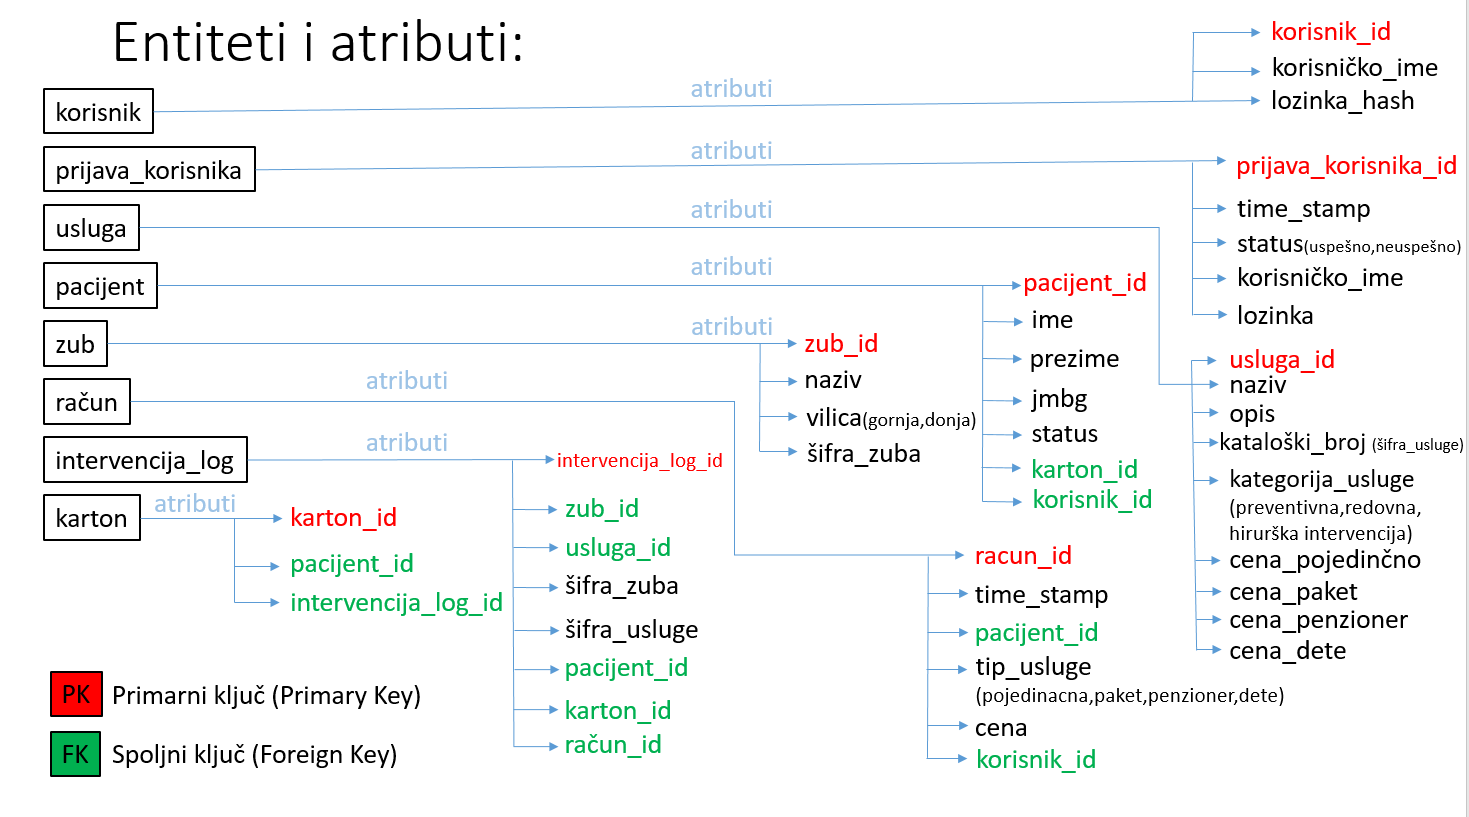 Entiteti i atributi:
korisnik
atributi
korisnik_id
korisničko_ime
lozinka_hash
prijava_korisnika
atributi
prijava_korisnika_id
time_stamp
status(uspešno,neuspešno)
korisničko_ime
lozinka
usluga
atributi
usluga_id
naziv
opis
kataloški_broj (šifra_usluge)
kategorija_usluge
(preventivna,redovna,
hirurška intervencija)
cena_pojedinčno
cena_paket
cena_penzioner
cena_dete
pacijent
atributi
pacijent_id
ime
prezime
jmbg
status
karton_id
korisnik_id
zub
atributi
zub_id
naziv
vilica(gornja,donja)
šifra_zuba
račun
atributi
racun_id
time_stamp
pacijent_id
tip_usluge
(pojedinacna,paket,penzioner,dete)
cena
korisnik_id
intervencija_log
atributi
intervencija_log_id
zub_id
usluga_id
šifra_zuba
šifra_usluge
pacijent_id
karton_id
račun_id
karton
atributi
karton_id
pacijent_id
intervencija_log_id
PK Primarni ključ (Primary Key)
FK Spoljni ključ (Foreign Key)